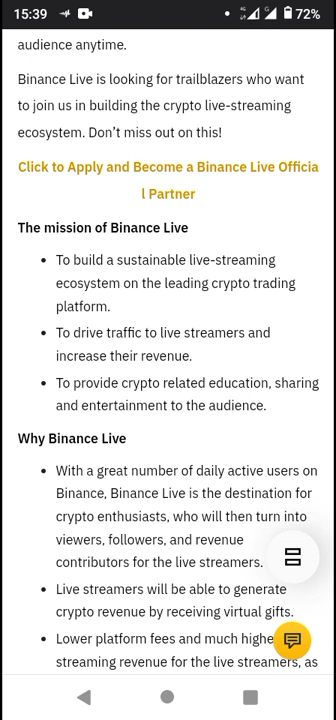 15:39
72%
audience anytime.
Binance Live is looking for trailblazers who want
to join us in building the crypto live-streaming
ecosystem. Don’t miss out on this!
Click to Apply and Become a Binance Live Officia
l Partner
The mission of Binance Live
• To build a sustainable live-streaming
ecosystem on the leading crypto trading
platform.
• To drive traffic to live streamers and
increase their revenue.
• To provide crypto related education, sharing
and entertainment to the audience.
Why Binance Live
• With a great number of daily active users on
Binance, Binance Live is the destination for
crypto enthusiasts, who will then turn into
viewers, followers, and revenue
contributors for the live streamers.
• Live streamers will be able to generate
crypto revenue by receiving virtual gifts.
• Lower platform fees and much highe
streaming revenue for the live streamers, as